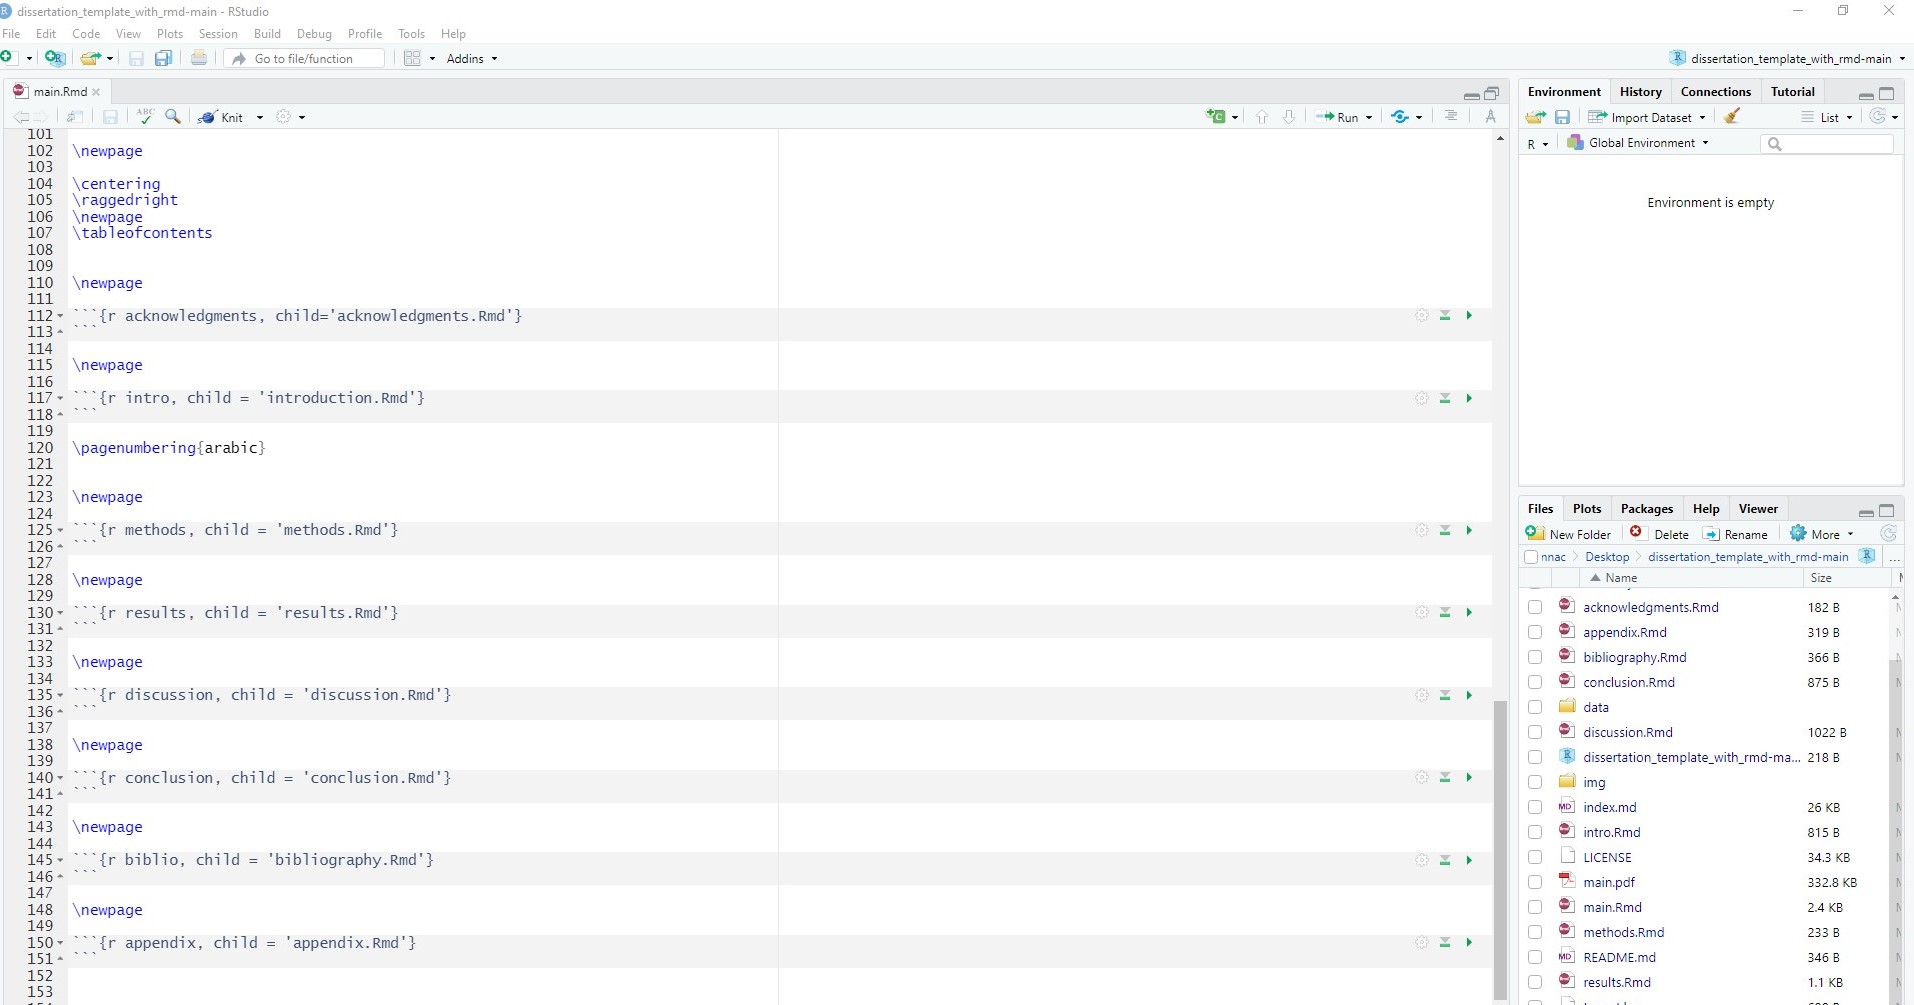 dissertation_template_with_rmd-main - RStudio
File Edit Code View Plots Session Build Debug Profile Tools Help
Go to file/function Addins dissertation_template_with_rmd-main
main.Rmd
Knit Run
101
102 \newpage
103
104 \centering
105 \raggedright
106 \newpage
107 \tableofcontents
108
109
110 \newpage
111
112 ```{r acknowledgments, child='acknowledgments.Rmd'}
113 ```
114
115 \newpage
116
117 ```{r intro, child = 'introduction.Rmd'}
118 ```
119
120 \pagenumbering{arabic}
121
122
123 \newpage
124
125 ```{r methods, child = 'methods.Rmd'}
126 ```
127
128 \newpage
129
130 ```{r results, child = 'results.Rmd'}
131 ```
132
133 \newpage
134
135 ```{r discussion, child = 'discussion.Rmd'}
136 ```
137
138 \newpage
139
140 ```{r conclusion, child = 'conclusion.Rmd'}
141 ```
142
143 \newpage
144
145 ```{r biblio, child = 'bibliography.Rmd'}
146 ```
147
148 \newpage
149
150 ```{r appendix, child = 'appendix.Rmd'}
151 ```
152
153
Environment History Connections Tutorial
Import Dataset List
R Global Environment
Environment is empty
Files Plots Packages Help Viewer
New Folder Delete Rename More
nnac Desktop dissertation_template_with_rmd-main ...
Name Size
acknowledgments.Rmd 182 B
appendix.Rmd 319 B
bibliography.Rmd 366 B
conclusion.Rmd 875 B
data
discussion.Rmd 1022 B
dissertation_template_with_rmd-ma... 218 B
img
index.md 26 KB
intro.Rmd 815 B
LICENSE 34.3 KB
main.pdf 332.8 KB
main.Rmd 2.4 KB
methods.Rmd 233 B
README.md 346 B
results.Rmd 1.1 KB